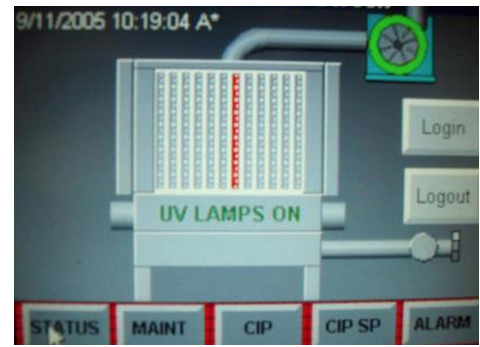 9/11/2005 10:19:04 A*
Login
Logout
UV LAMPS ON
STATUS MAINT CIP CIP SP ALARM